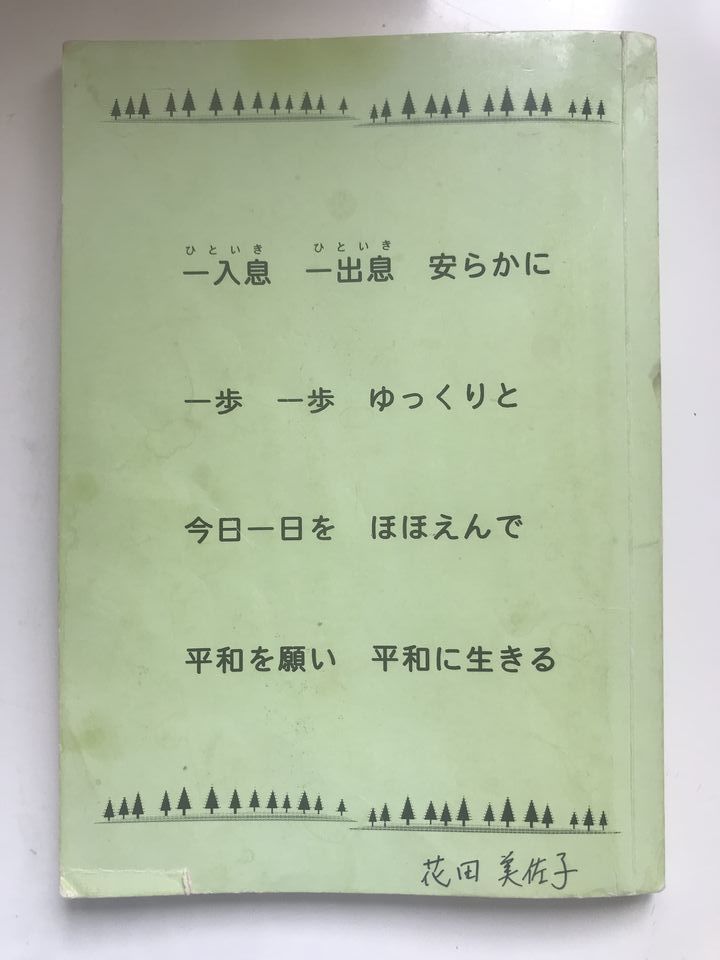 ひといき　ひといき
一入息　一出息　安らかに
一歩　一歩　ゆっくりと
今日一日を　ほほえんで
平和を願い　平和に生きる
花田 美佐子